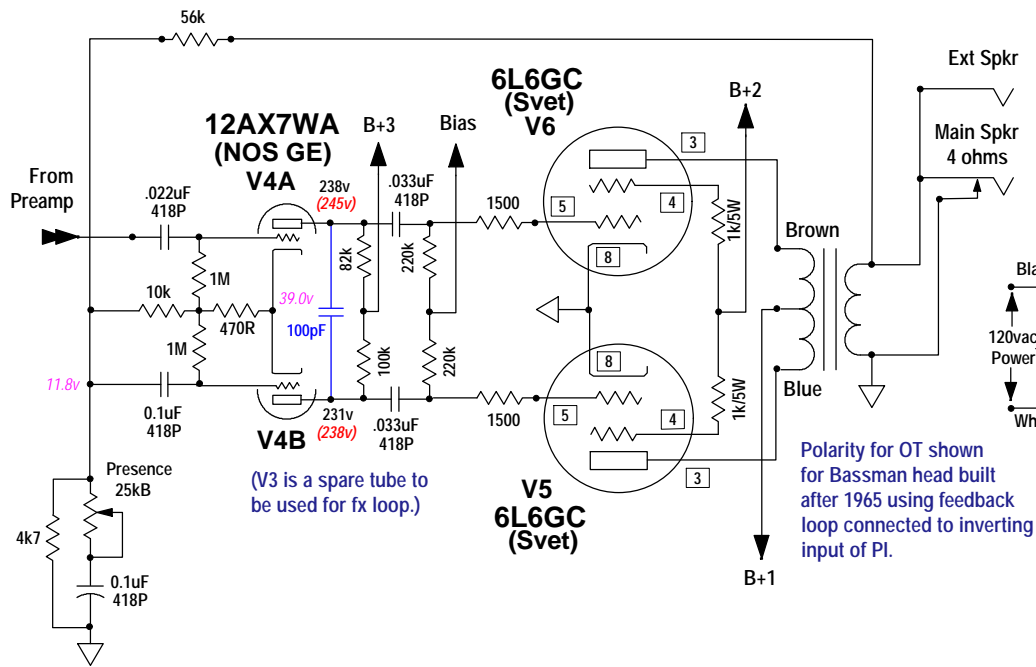 56k
Ext Spkr
6L6GC
(Svet)
V6
B+2
12AX7WA
(NOS GE)
V4A
B+3
Bias
3
Main Spkr
4 ohms
From
Preamp
.022uF
418P
238v
(245v)
.033uF
418P
1500
5
4
1k/5W
82k
220k
Brown
8
1M
10k
39.0v
470R
100pF
1M
100k
220k
8
11.8v
0.1uF
418P
231v
(238v)
.033uF
418P
1500
5
4
1k/5W
Blue
Bla
120vac
Power
Wh
V4B
3
Presence
25kB
(V3 is a spare tube to
be used for fx loop.)
V5
6L6GC
(Svet)
Polarity for OT shown
for Bassman head built
after 1965 using feedback
loop connected to inverting
input of PI.
4k7
0.1uF
418P
B+1